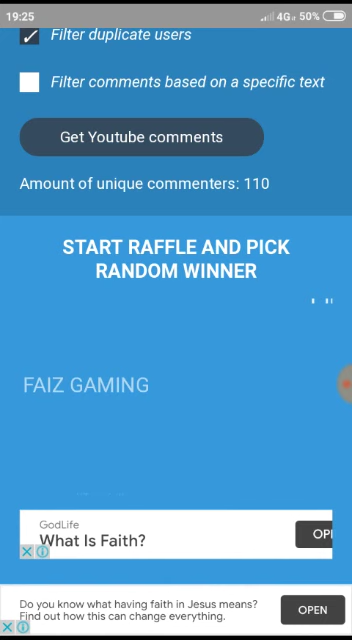 19:25 4G 50%
Filter duplicate users
Filter comments based on a specific text
Get Youtube comments
Amount of unique commenters: 110
START RAFFLE AND PICK
RANDOM WINNER
FAIZ GAMING
GodLife
What Is Faith?
Do you know what having faith in Jesus means?
Find out how this can change everything.
OPEN